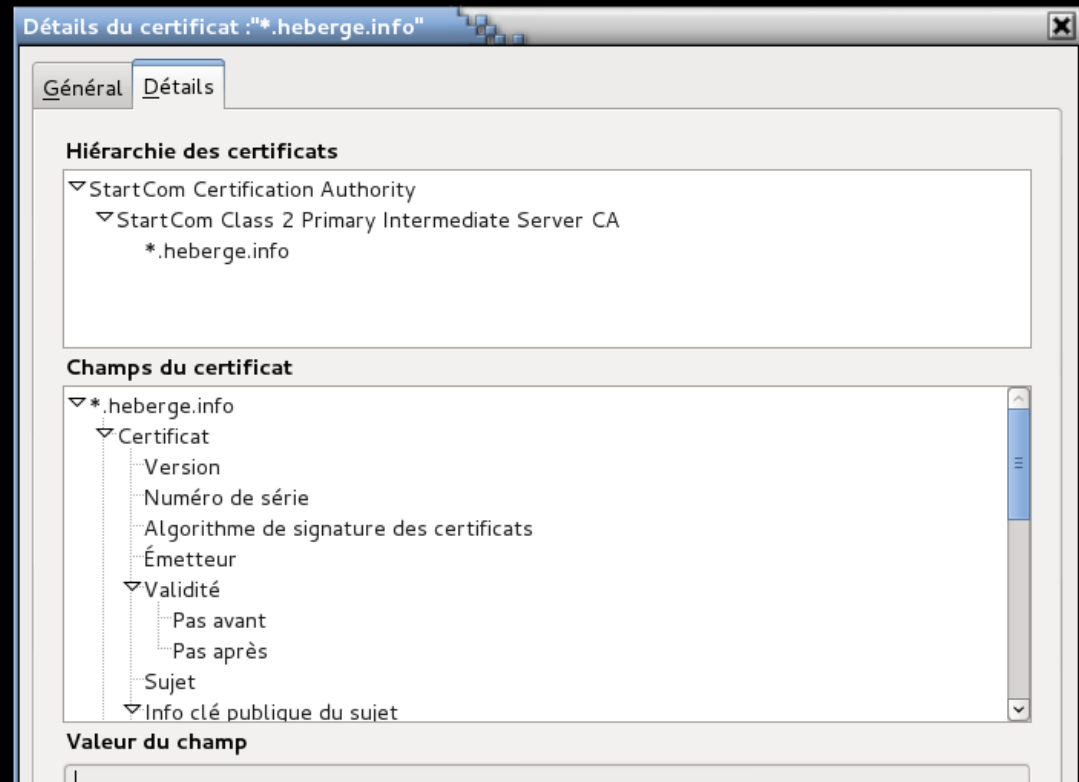 Détails du certificat :"*.heberge.info"
Général Détails
Hiérarchie des certificats
StartCom Certification Authority
StartCom Class 2 Primary Intermediate Server CA
*.heberge.info
Champs du certificat
*.heberge.info
Certificat
Version
Numéro de série
Algorithme de signature des certificats
Émetteur
Validité
Pas avant
Pas après
Sujet
Info clé publique du sujet
Valeur du champ